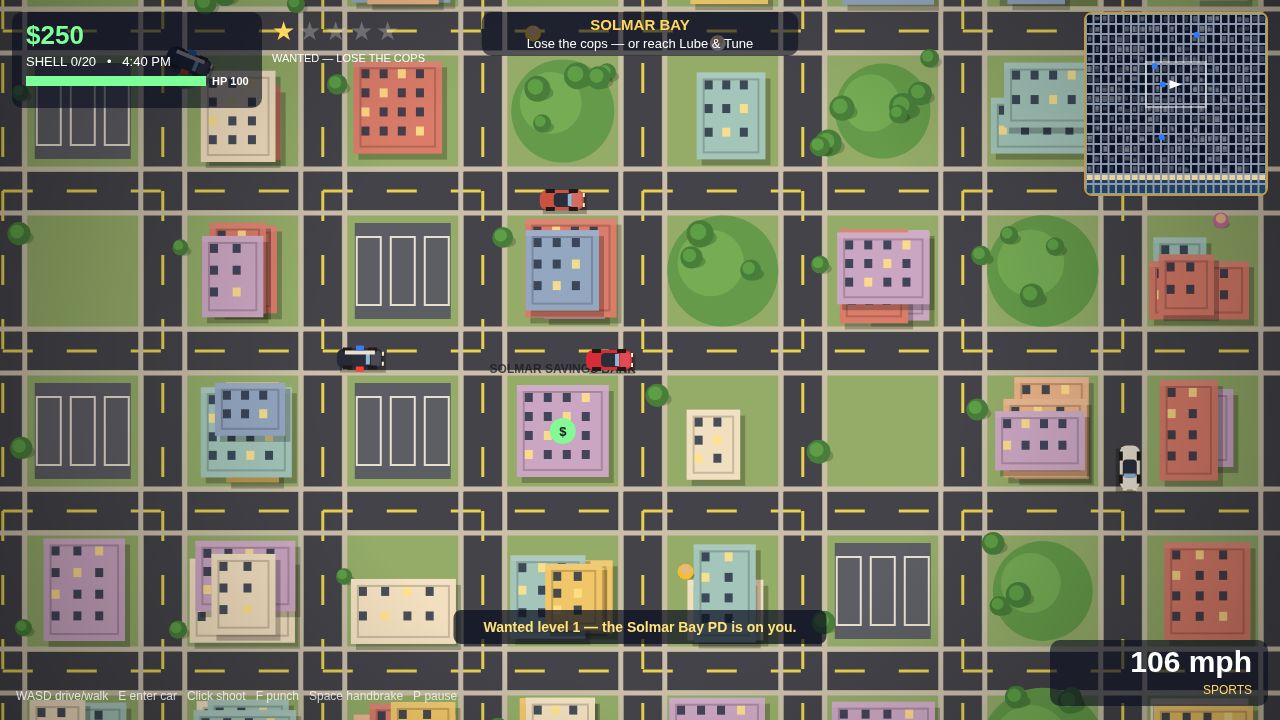 $250
SHELL 0/20 • 4:40 PM
HP 100
WANTED — LOSE THE COPS
SOLMAR BAY
Lose the cops — or reach Lube & Tune
SOLMAR SAVINGS BANK
$
Wanted level 1 — the Solmar Bay PD is on you.
106 mph
SPORTS
WASD drive/walk E enter car Click shoot F punch Space handbrake P pause